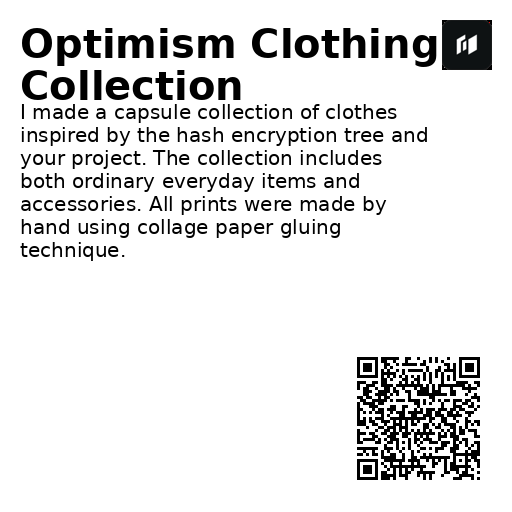 Optimism Clothing
Collection
I made a capsule collection of clothes
inspired by the hash encryption tree and
your project. The collection includes
both ordinary everyday items and
accessories. All prints were made by
hand using collage paper gluing
technique.